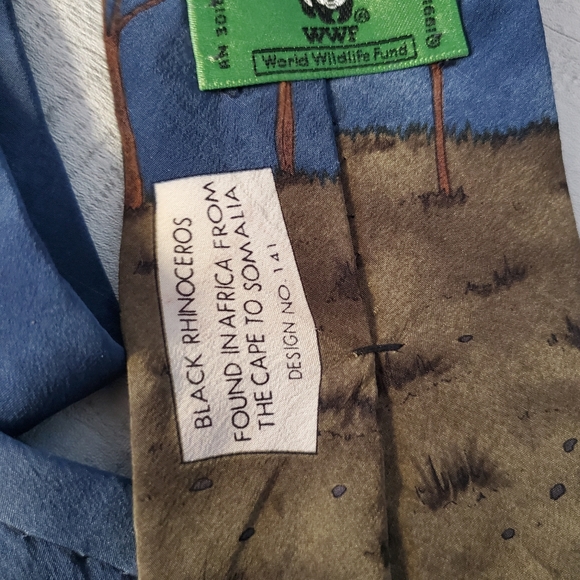 WWF®
World Wildlife Fund
BLACK RHINOCEROS
FOUND IN AFRICA FROM
THE CAPE TO SOMALIA
DESIGN NO. 141